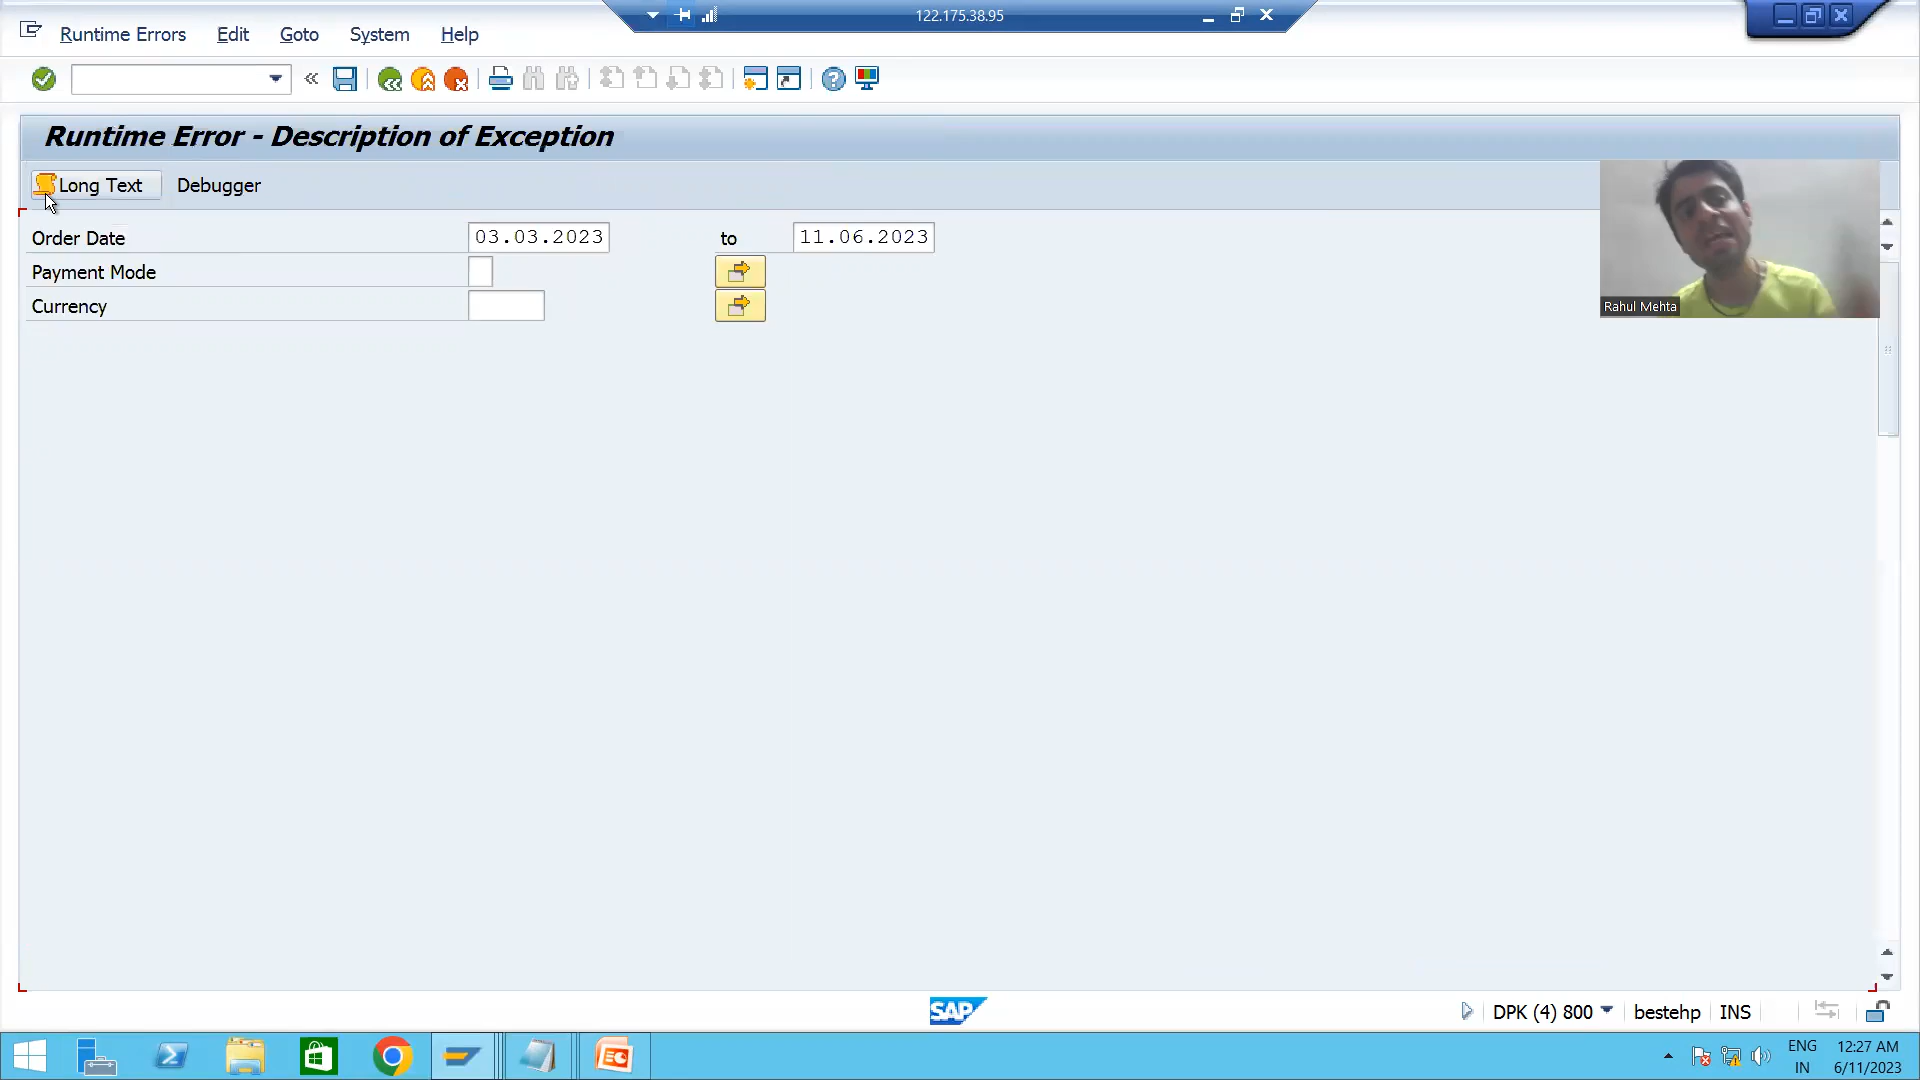 122.175.38.95
Runtime Errors Edit Goto System Help
Runtime Error - Description of Exception
Long Text Debugger
Order Date 03.03.2023 to 11.06.2023
Payment Mode
Currency
Rahul Mehta
SAP
DPK (4) 800 bestehp INS
ENG 12:27 AM
IN 6/11/2023